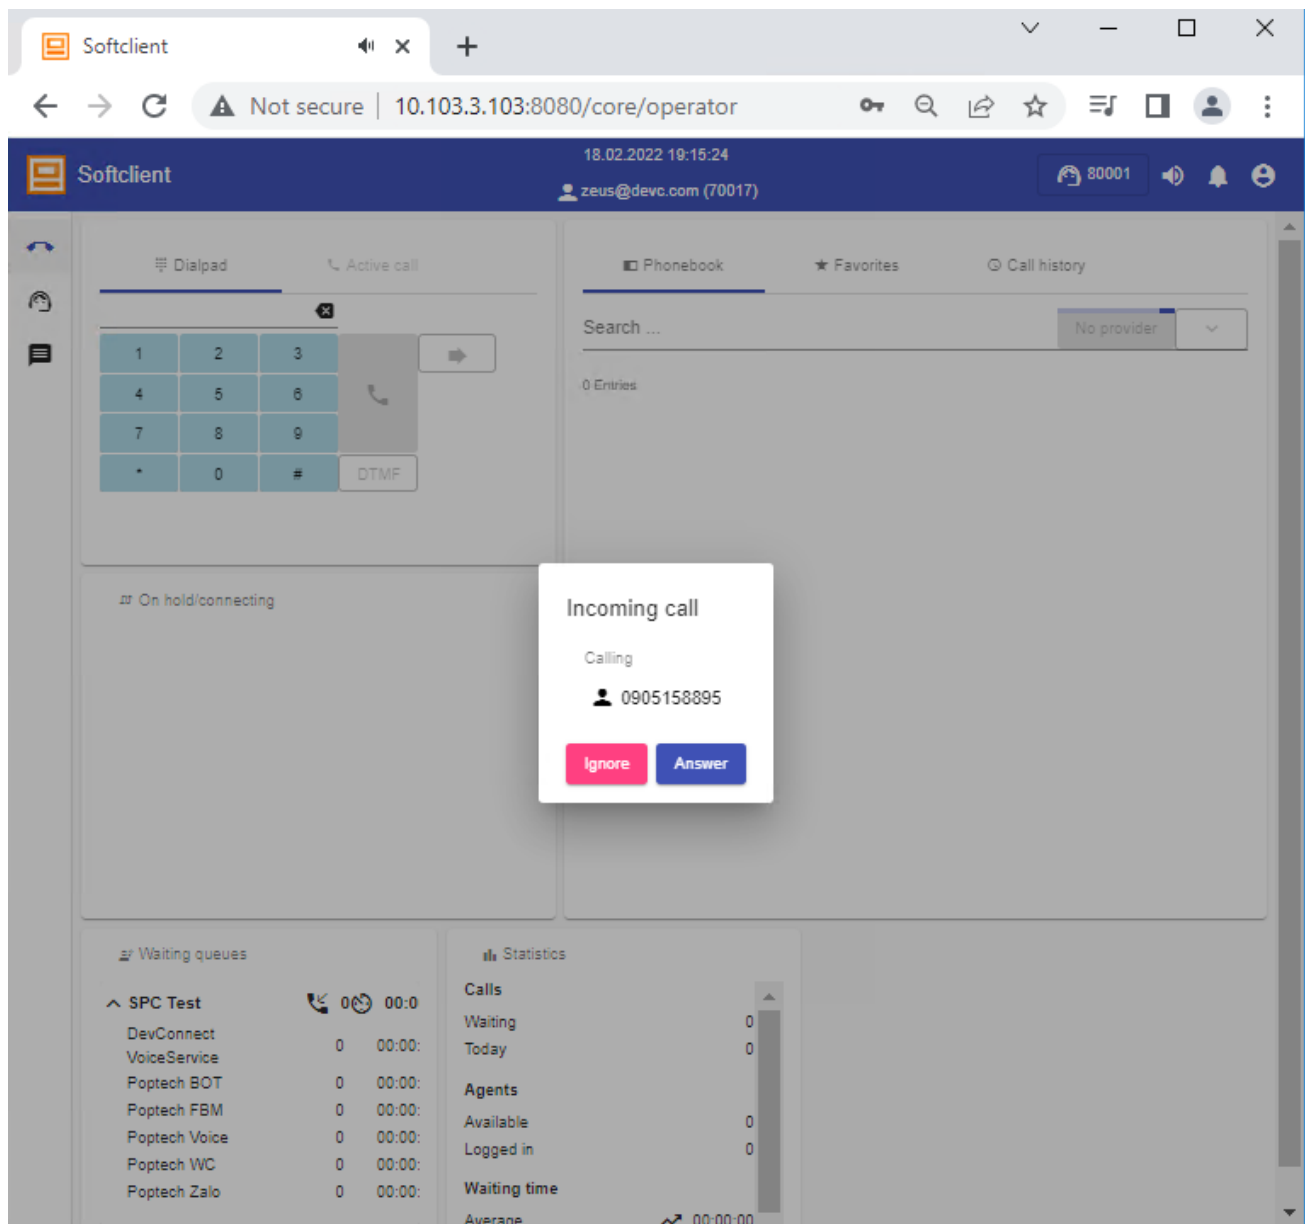 Softclient
Not secure | 10.103.3.103:8080/core/operator
Softclient
18.02.2022 19:15:24
zeus@devc.com (70017)
80001
Dialpad
Active call
1 2 3
4 5 6
7 8 9
* 0 # DTMF
Phonebook
Favorites
Call history
Search ...
No provider
0 Entries
On hold/connecting
Incoming call
Calling
0905158895
Ignore
Answer
Waiting queues
SPC Test 0 00:0
DevConnect
VoiceService 0 00:00:
Poptech BOT 0 00:00:
Poptech FBM 0 00:00:
Poptech Voice 0 00:00:
Poptech WC 0 00:00:
Poptech Zalo 0 00:00:
Statistics
Calls
Waiting 0
Today 0
Agents
Available 0
Logged in 0
Waiting time
Average 00:00:00